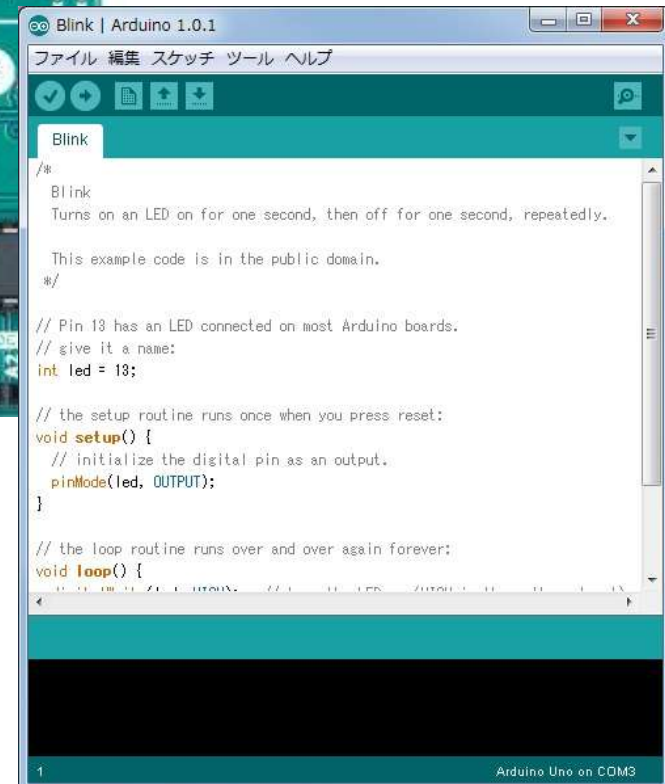 Blink | Arduino 1.0.1
ファイル 編集 スケッチ ツール ヘルプ
Blink
/*
Blink
Turns on an LED on for one second, then off for one second, repeatedly.
This example code is in the public domain.
*/
// Pin 13 has an LED connected on most Arduino boards.
// give it a name:
int led = 13;
// the setup routine runs once when you press reset:
void setup() {
// initialize the digital pin as an output.
pinMode(led, OUTPUT);
}
// the loop routine runs over and over again forever:
void loop() {
1
Arduino Uno on COM3